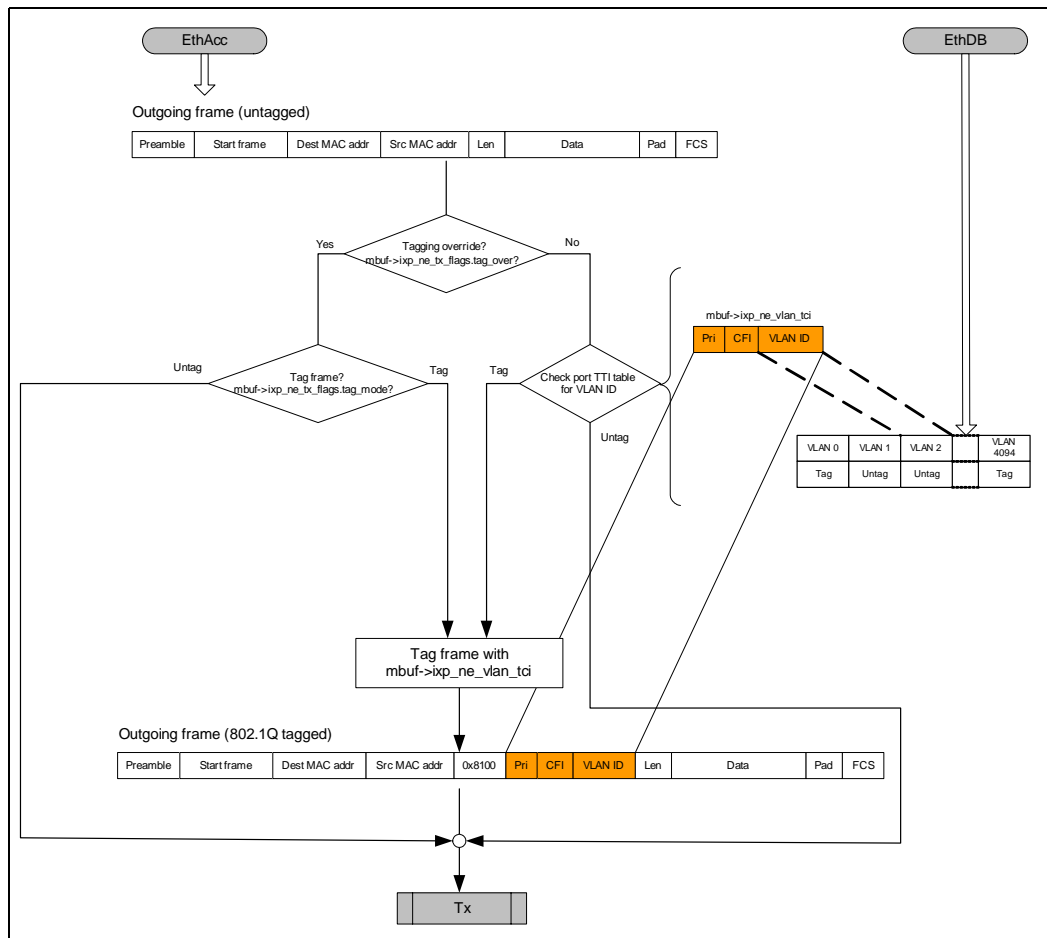 EthAcc
EthDB
Outgoing frame (untagged)
Preamble Start frame Dest MAC addr Src MAC addr Len Data Pad FCS
Yes
Tagging override?
mbuf->ixp_ne_tx_flags.tag_over?
No
mbuf->ixp_ne_vlan_tci
Pri CFI VLAN ID
Untag
Tag frame?
mbuf->ixp_ne_tx_flags.tag_mode?
Tag
Tag
Check port TTI table
for VLAN ID
Untag
VLAN 0 VLAN 1 VLAN 2 VLAN
4094
Tag Untag Untag Tag
Tag frame with
mbuf->ixp_ne_vlan_tci
Outgoing frame (802.1Q tagged)
Preamble Start frame Dest MAC addr Src MAC addr 0x8100 Pri CFI VLAN ID Len Data Pad FCS
Tx